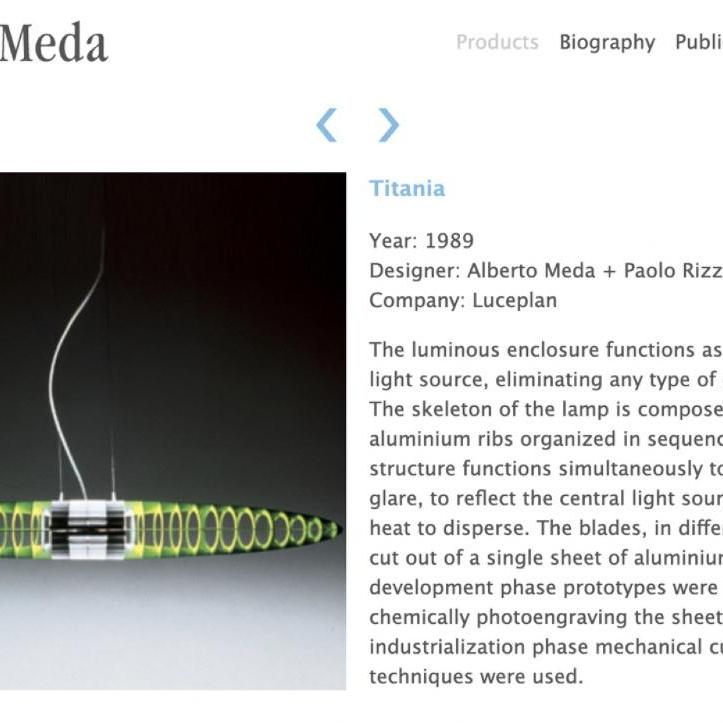 Meda
Products Biography Publi
Titania
Year: 1989
Designer: Alberto Meda + Paolo Rizz
Company: Luceplan
The luminous enclosure functions as
light source, eliminating any type of
The skeleton of the lamp is compose
aluminium ribs organized in sequenc
structure functions simultaneously to
glare, to reflect the central light sour
heat to disperse. The blades, in differ
cut out of a single sheet of aluminiur
development phase prototypes were
chemically photoengraving the sheet
industrialization phase mechanical cu
techniques were used.